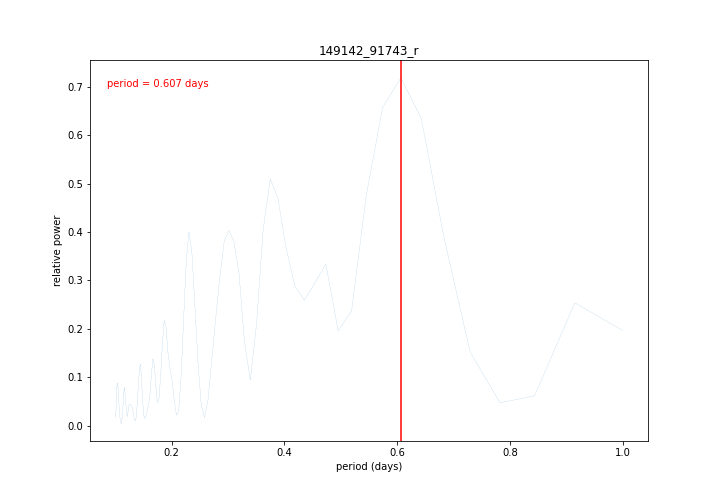 149142_91743_r
period = 0.607 days
relative power
0.7
0.6
0.5
0.4
0.3
0.2
0.1
0.0
0.2 0.4 0.6 0.8 1.0
period (days)